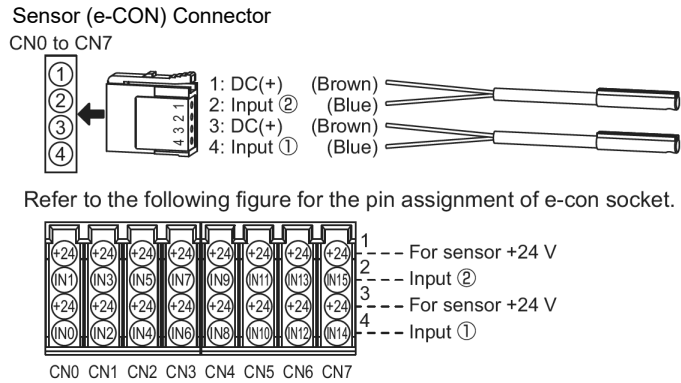 Sensor (e-CON) Connector
CN0 to CN7
①
②
③
④
4 3 2 1
1: DC(+) (Brown)
2: Input ② (Blue)
3: DC(+) (Brown)
4: Input ① (Blue)
Refer to the following figure for the pin assignment of e-con socket.
+24 +24 +24 +24 +24 +24 +24 +24 1 For sensor +24 V
IN1 IN3 IN5 IN7 IN9 IN11 IN13 IN15 2 Input ②
+24 +24 +24 +24 +24 +24 +24 +24 3 For sensor +24 V
IN0 IN2 IN4 IN6 IN8 IN10 IN12 IN14 4 Input ①
CN0 CN1 CN2 CN3 CN4 CN5 CN6 CN7